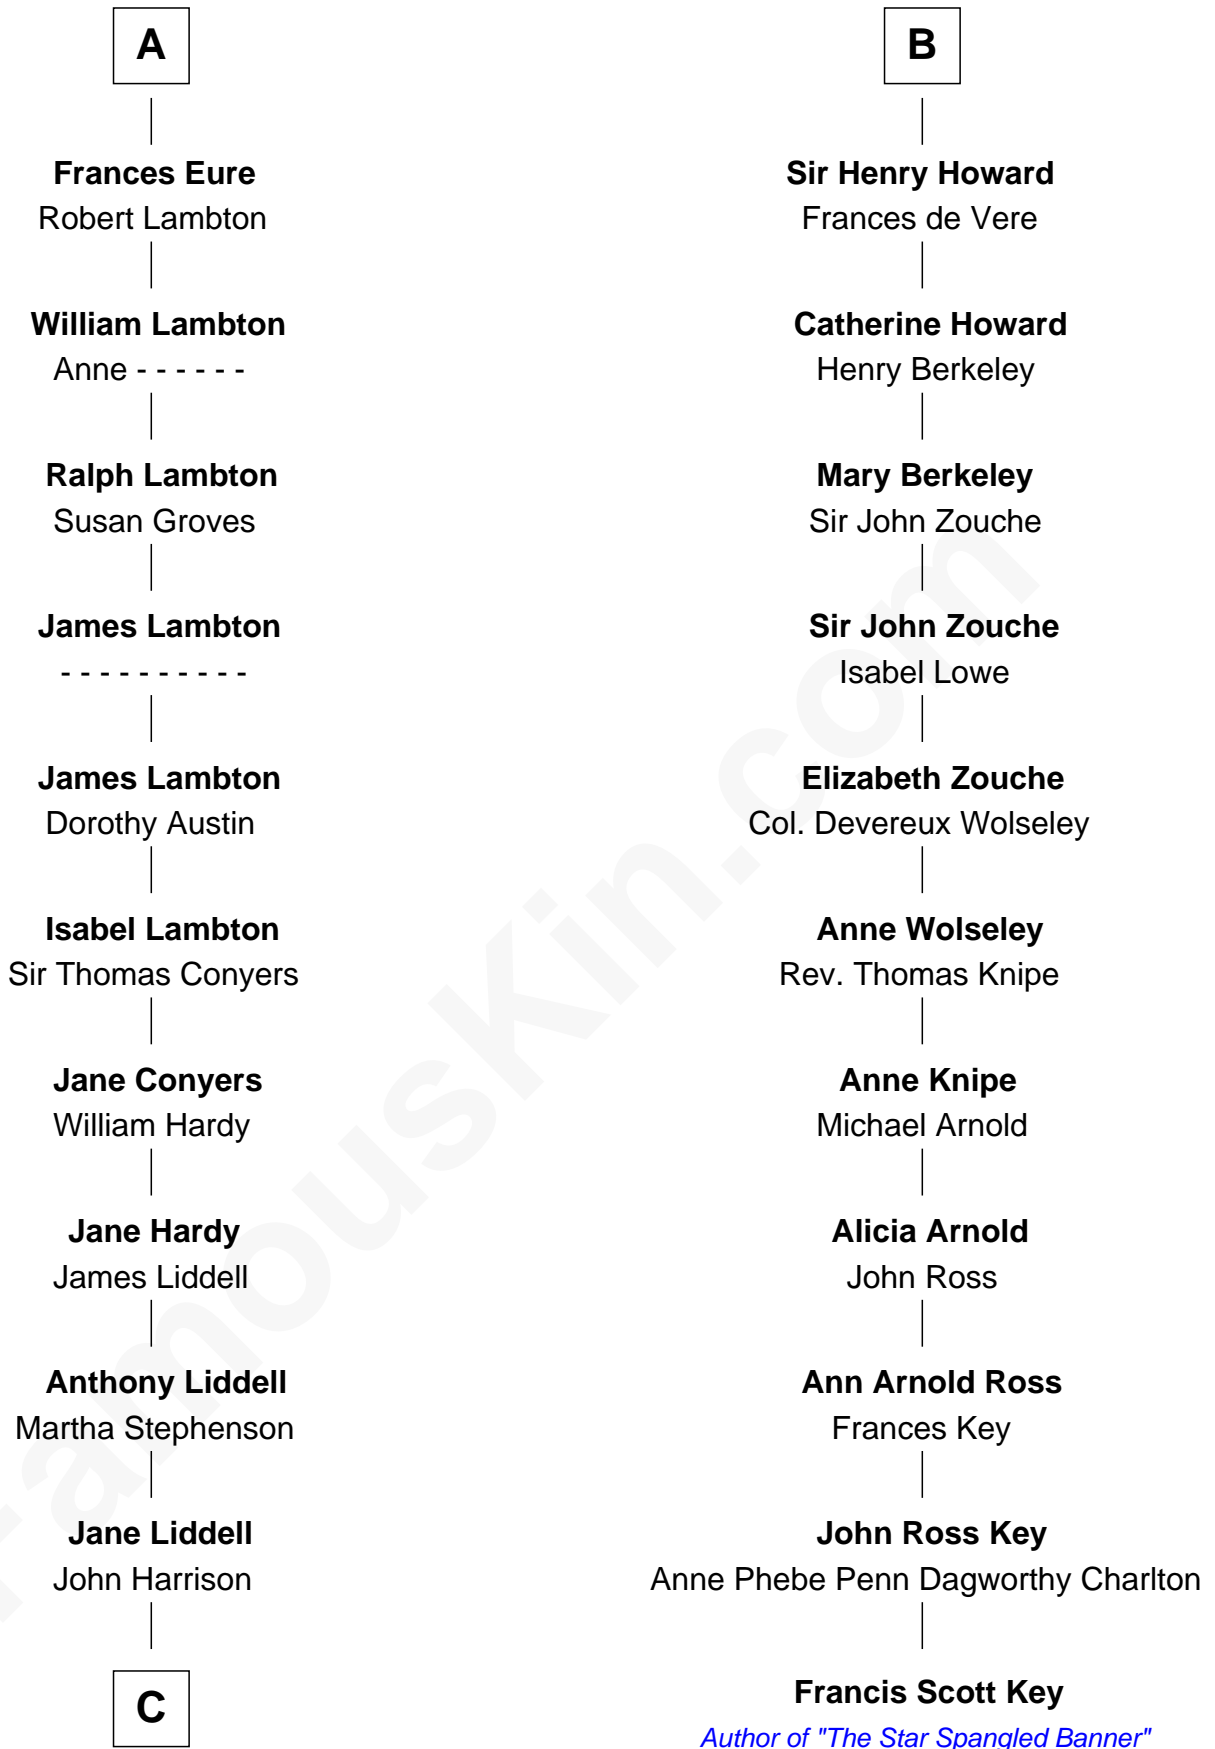 A
Frances Eure
Robert Lambton
William Lambton
Anne - - - - - -
Ralph Lambton
Susan Groves
James Lambton
- - - - - - - - - -
James Lambton
Dorothy Austin
Isabel Lambton
Sir Thomas Conyers
Jane Conyers
William Hardy
Jane Hardy
James Liddell
Anthony Liddell
Martha Stephenson
Jane Liddell
John Harrison
C
B
Sir Henry Howard
Frances de Vere
Catherine Howard
Henry Berkeley
Mary Berkeley
Sir John Zouche
Sir John Zouche
Isabel Lowe
Elizabeth Zouche
Col. Devereux Wolseley
Anne Wolseley
Rev. Thomas Knipe
Anne Knipe
Michael Arnold
Alicia Arnold
John Ross
Ann Arnold Ross
Frances Key
John Ross Key
Anne Phebe Penn Dagworthy Charlton
Francis Scott Key
Author of "The Star Spangled Banner"
FamousKin.com